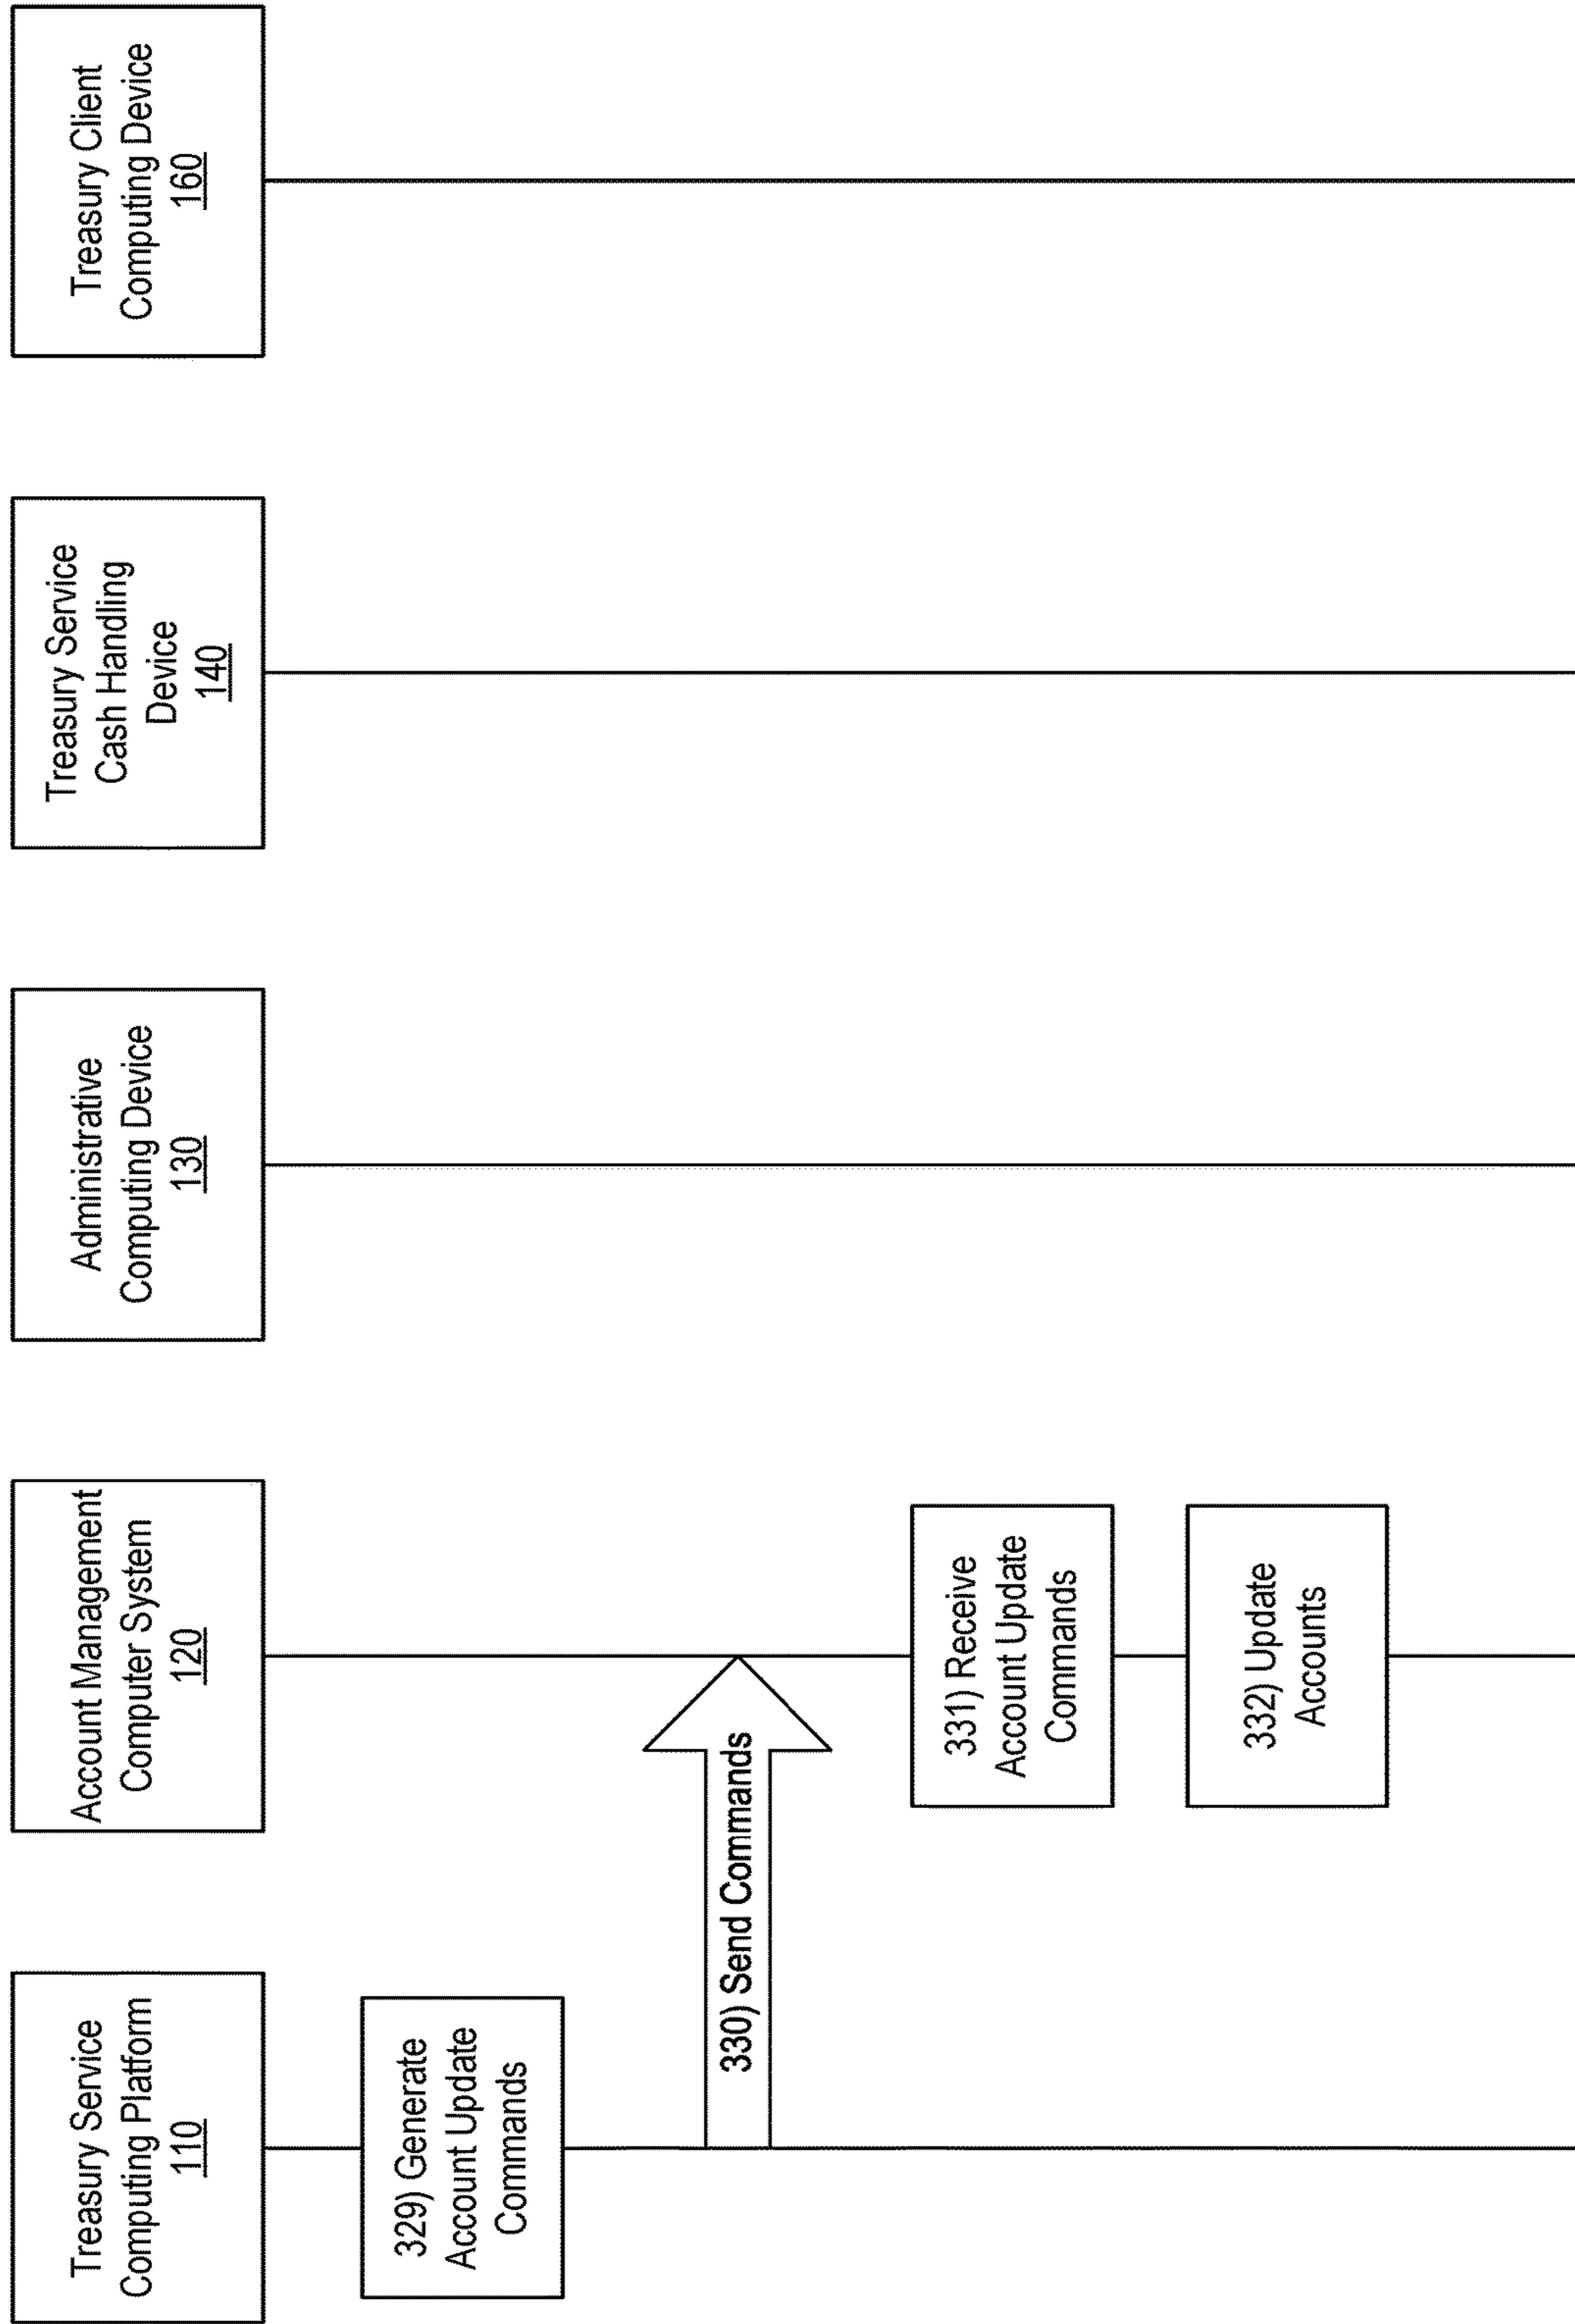 Treasury Service
Computing Platform
110
Account Management
Computer System
120
Administrative
Computing Device
130
Treasury Service
Cash Handling
Device
140
Treasury Client
Computing Device
160
329) Generate
Account Update
Commands
330) Send Commands
331) Receive
Account Update
Commands
332) Update
Accounts